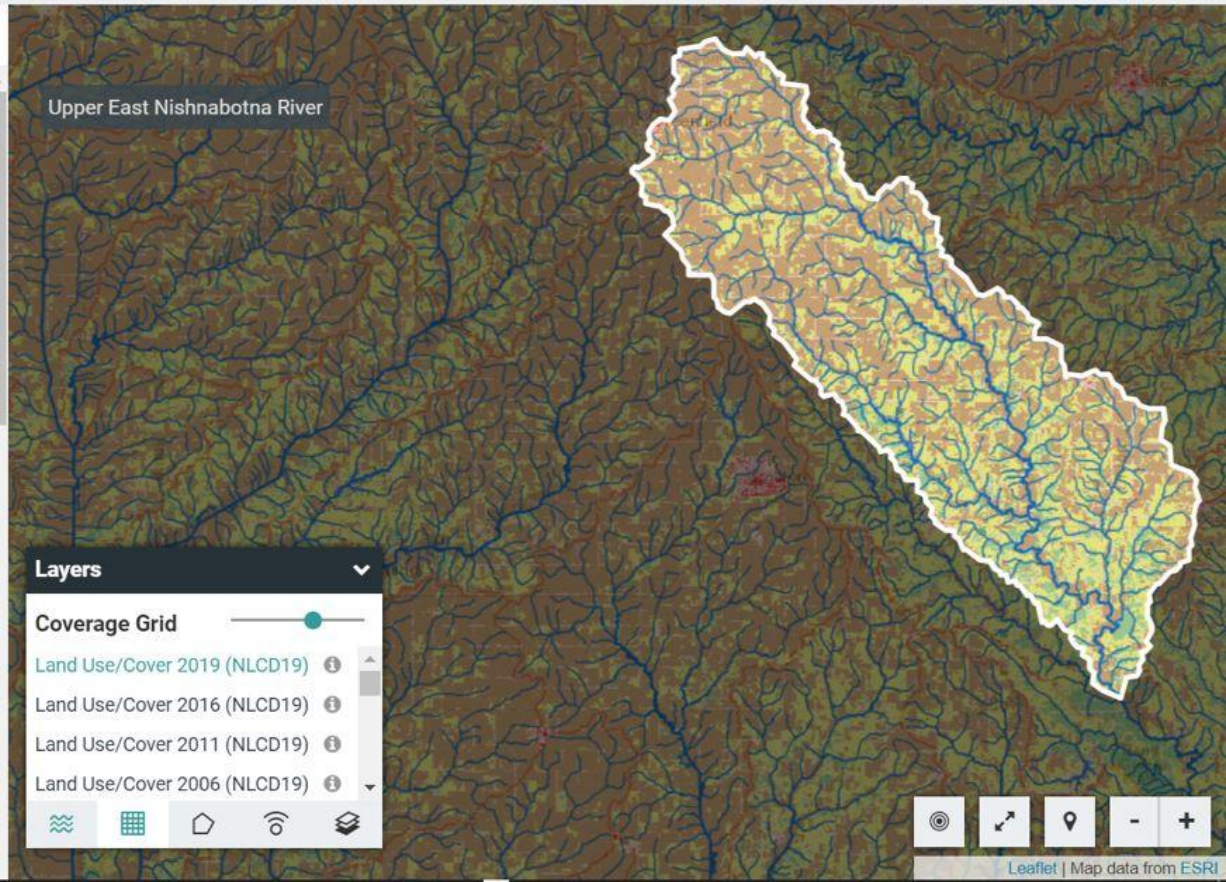 Upper East Nishnabotna River
Layers
Coverage Grid
Land Use/Cover 2019 (NLCD19)
Land Use/Cover 2016 (NLCD19)
Land Use/Cover 2011 (NLCD19)
Land Use/Cover 2006 (NLCD19)
- +
Leaflet | Map data from ESRI